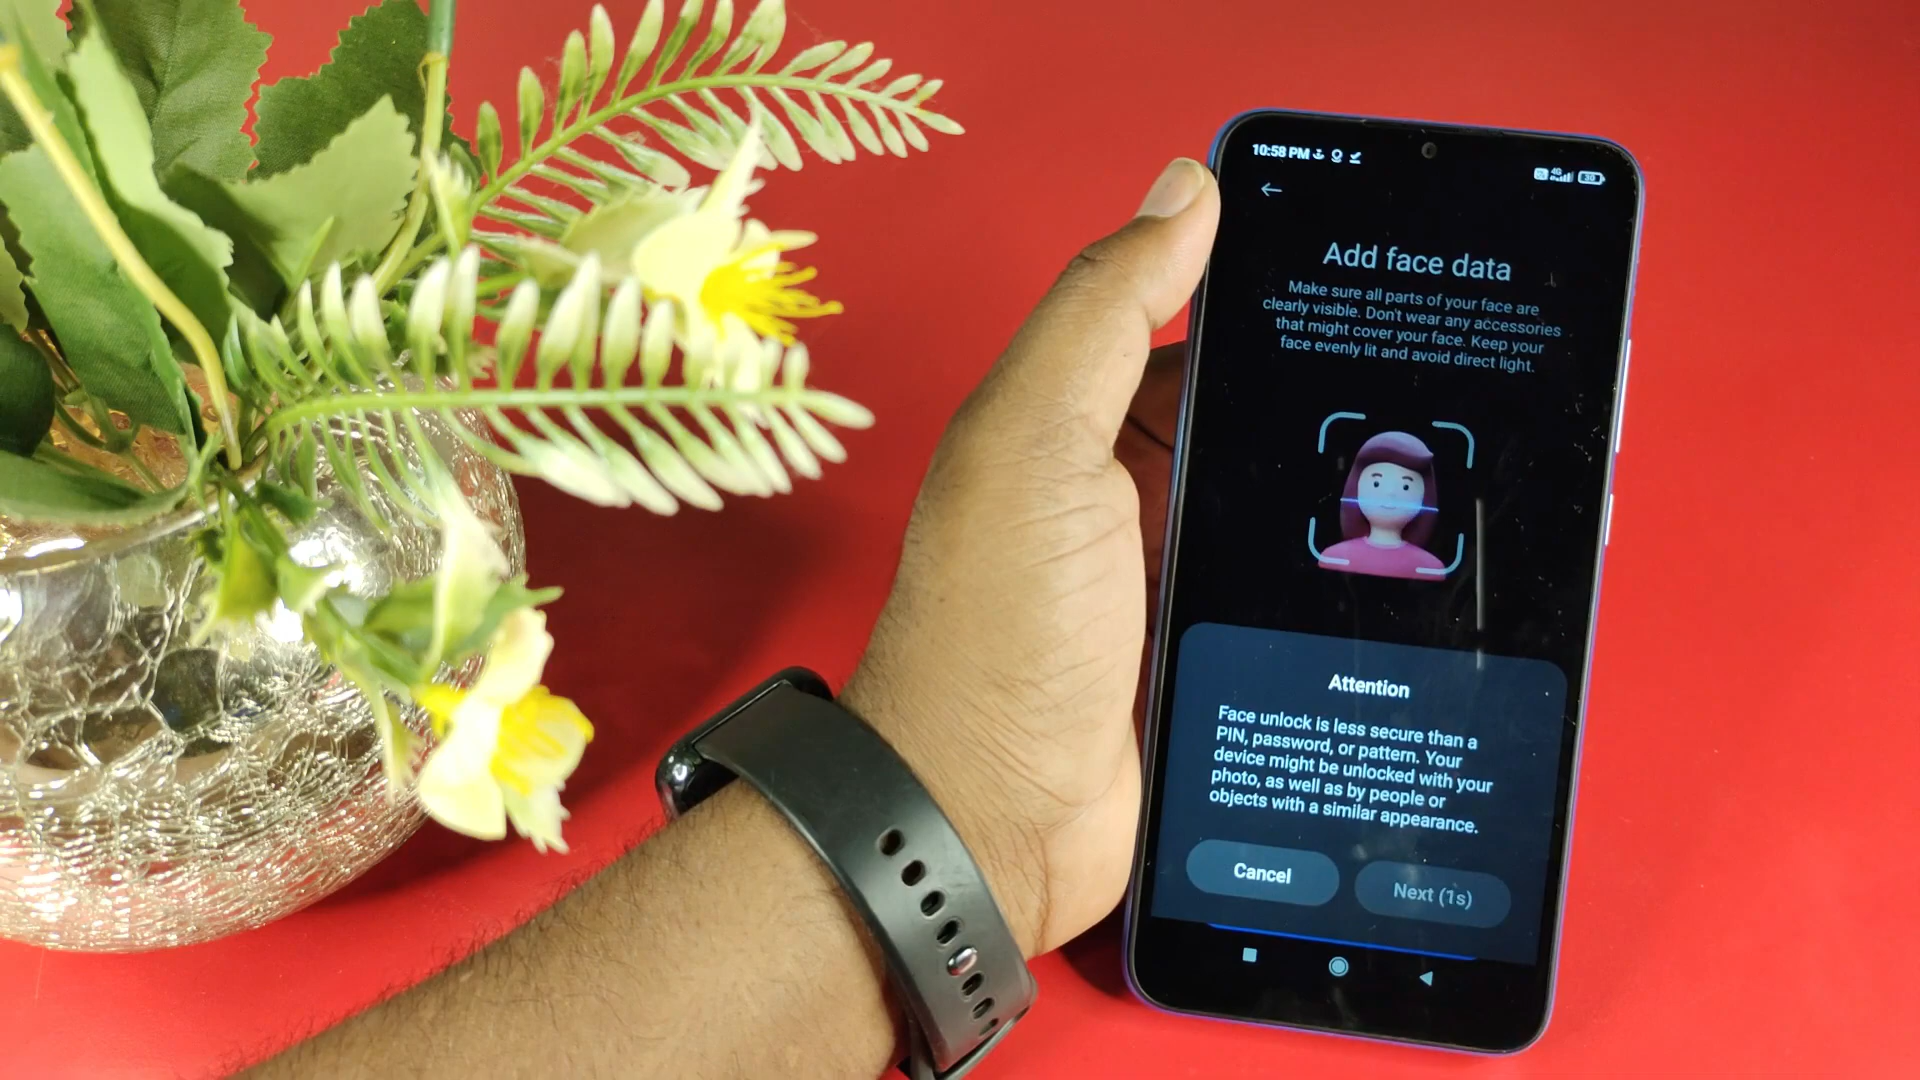 10:58 PM
4G
30
Add face data
Make sure all parts of your face are
clearly visible. Don't wear any accessories
that might cover your face. Keep your
face evenly lit and avoid direct light.
Attention
Face unlock is less secure than a
PIN, password, or pattern. Your
device might be unlocked with your
photo, as well as by people or
objects with a similar appearance.
Cancel
Next (1s)